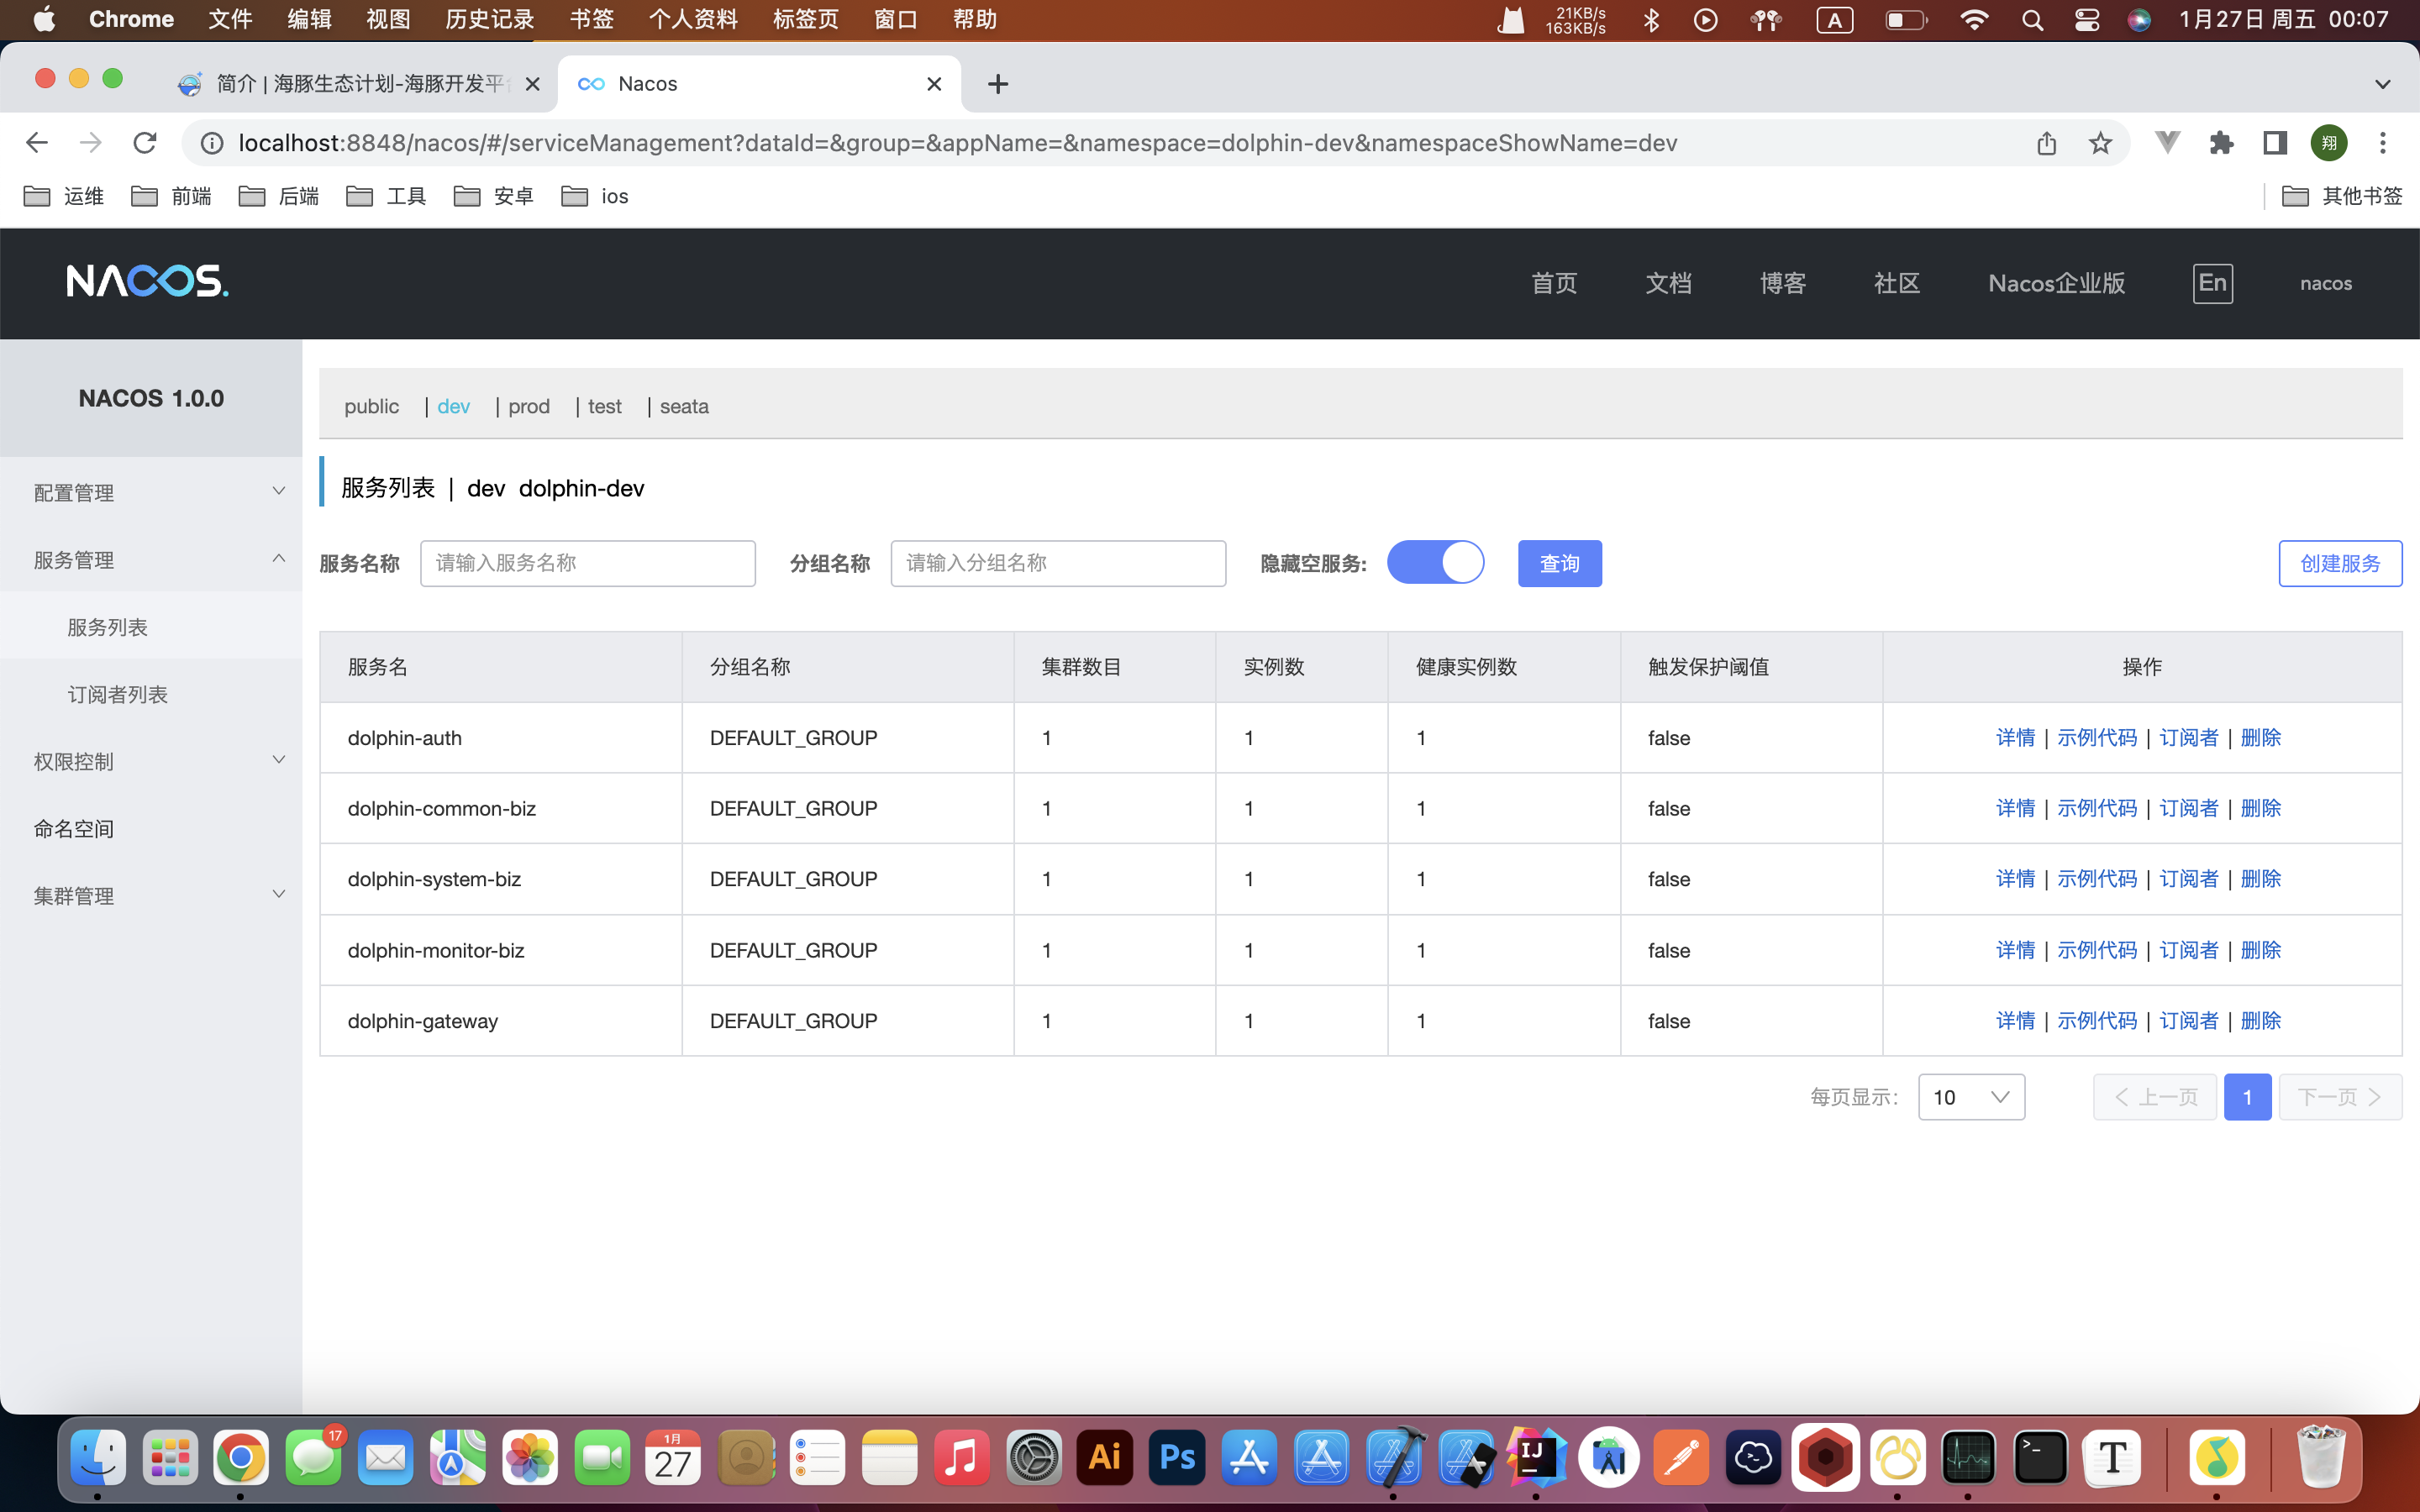 Chrome 文件 编辑 视图 历史记录 书签 个人资料 标签页 窗口 帮助 21KB/s 163KB/s A 1月27日 周五 00:07
简介 | 海豚生态计划-海豚开发平 Nacos
localhost:8848/nacos/#/serviceManagement?dataId=&group=&appName=&namespace=dolphin-dev&namespaceShowName=dev 翔
运维 前端 后端 工具 安卓 ios 其他书签
NACOS. 首页 文档 博客 社区 Nacos企业版 En nacos
NACOS 1.0.0
配置管理
服务管理
服务列表
订阅者列表
权限控制
命名空间
集群管理
public | dev | prod | test | seata
服务列表 | dev dolphin-dev
服务名称 请输入服务名称 分组名称 请输入分组名称 隐藏空服务: 查询 创建服务
服务名 分组名称 集群数目 实例数 健康实例数 触发保护阈值 操作
dolphin-auth DEFAULT_GROUP 1 1 1 false 详情 | 示例代码 | 订阅者 | 删除
dolphin-common-biz DEFAULT_GROUP 1 1 1 false 详情 | 示例代码 | 订阅者 | 删除
dolphin-system-biz DEFAULT_GROUP 1 1 1 false 详情 | 示例代码 | 订阅者 | 删除
dolphin-monitor-biz DEFAULT_GROUP 1 1 1 false 详情 | 示例代码 | 订阅者 | 删除
dolphin-gateway DEFAULT_GROUP 1 1 1 false 详情 | 示例代码 | 订阅者 | 删除
每页显示: 10 上一页 1 下一页
17 1月 27 Ai Ps IJ >_ T